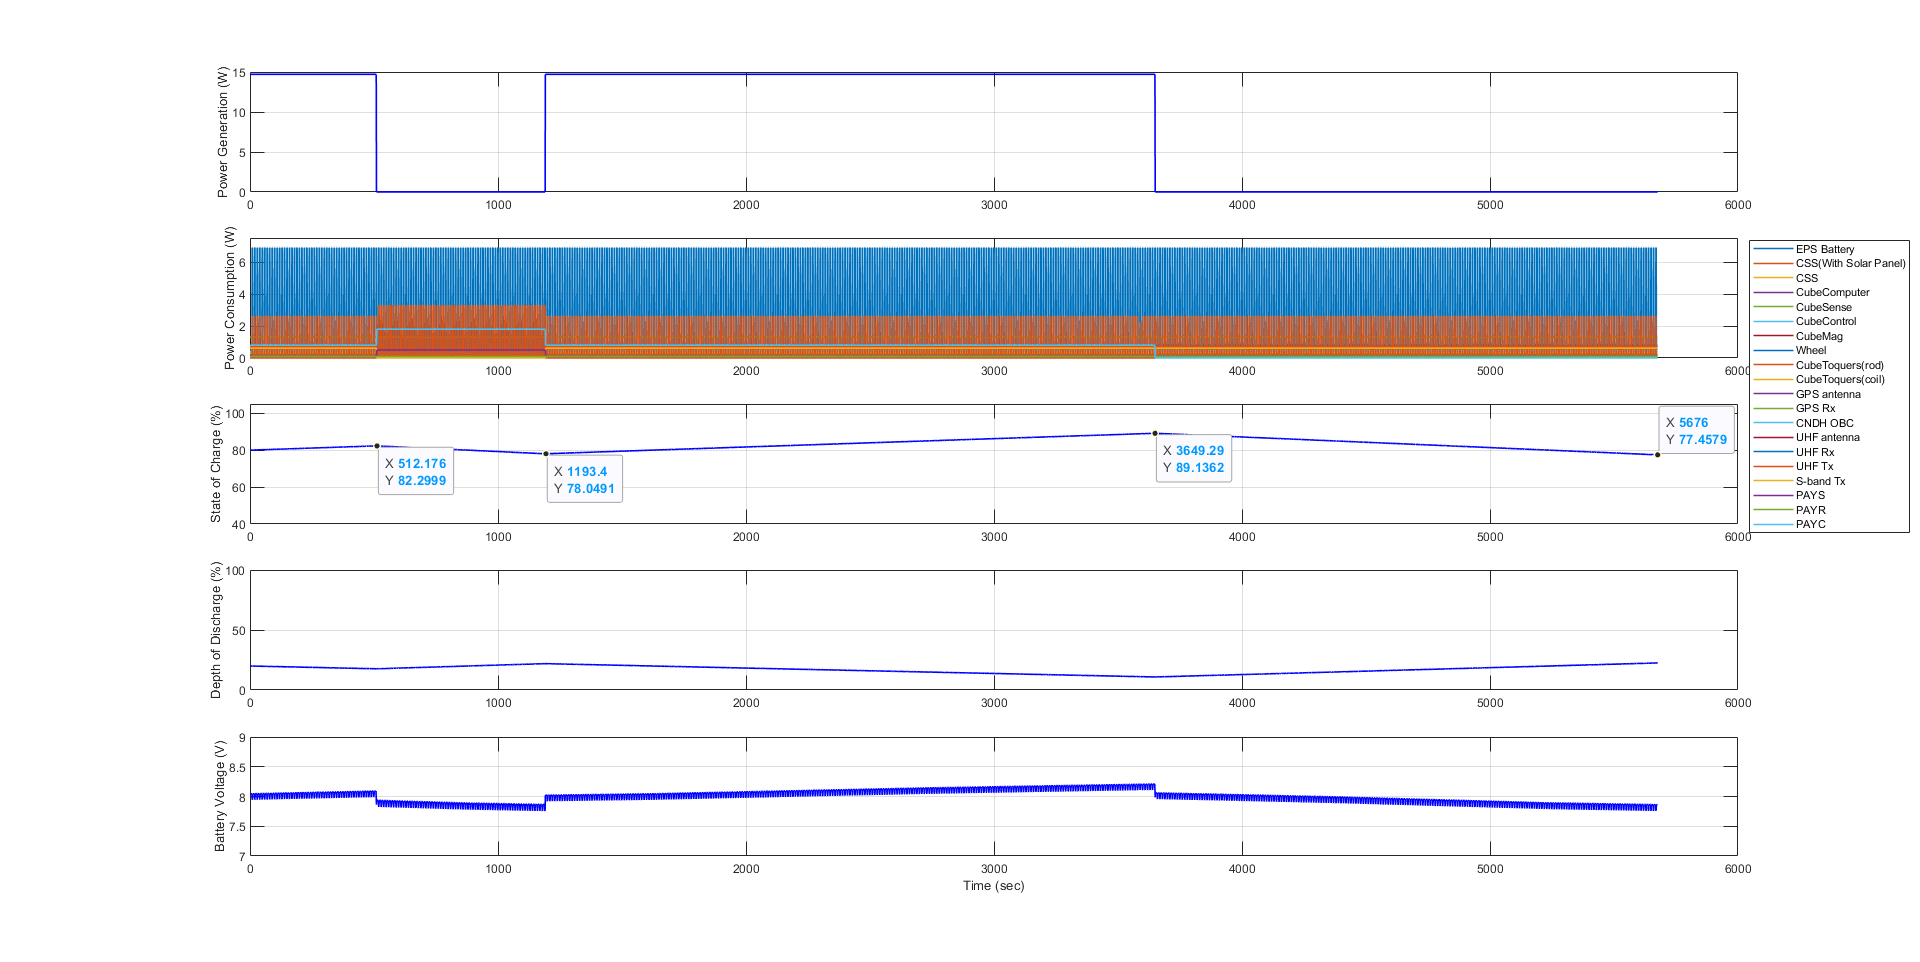 Power Generation (W)
15
10
5
0
0 1000 2000 3000 4000 5000 6000
Power Consumption (W)
6
4
2
0
0 1000 2000 3000 4000 5000 6000
EPS Battery
CSS(With Solar Panel)
CSS
CubeComputer
CubeSense
CubeControl
CubeMag
Wheel
CubeToquers(rod)
CubeToquers(coil)
GPS antenna
GPS Rx
CNDH OBC
UHF antenna
UHF Rx
UHF Tx
S-band Tx
PAYS
PAYR
PAYC
State of Charge (%)
100
80
60
40
X 512.176
Y 82.2999
X 1193.4
Y 78.0491
X 3649.29
Y 89.1362
X 5676
Y 77.4579
0 1000 2000 3000 4000 5000 6000
Depth of Discharge (%)
100
50
0
0 1000 2000 3000 4000 5000 6000
Battery Voltage (V)
9
8.5
8
7.5
7
0 1000 2000 3000 4000 5000 6000
Time (sec)